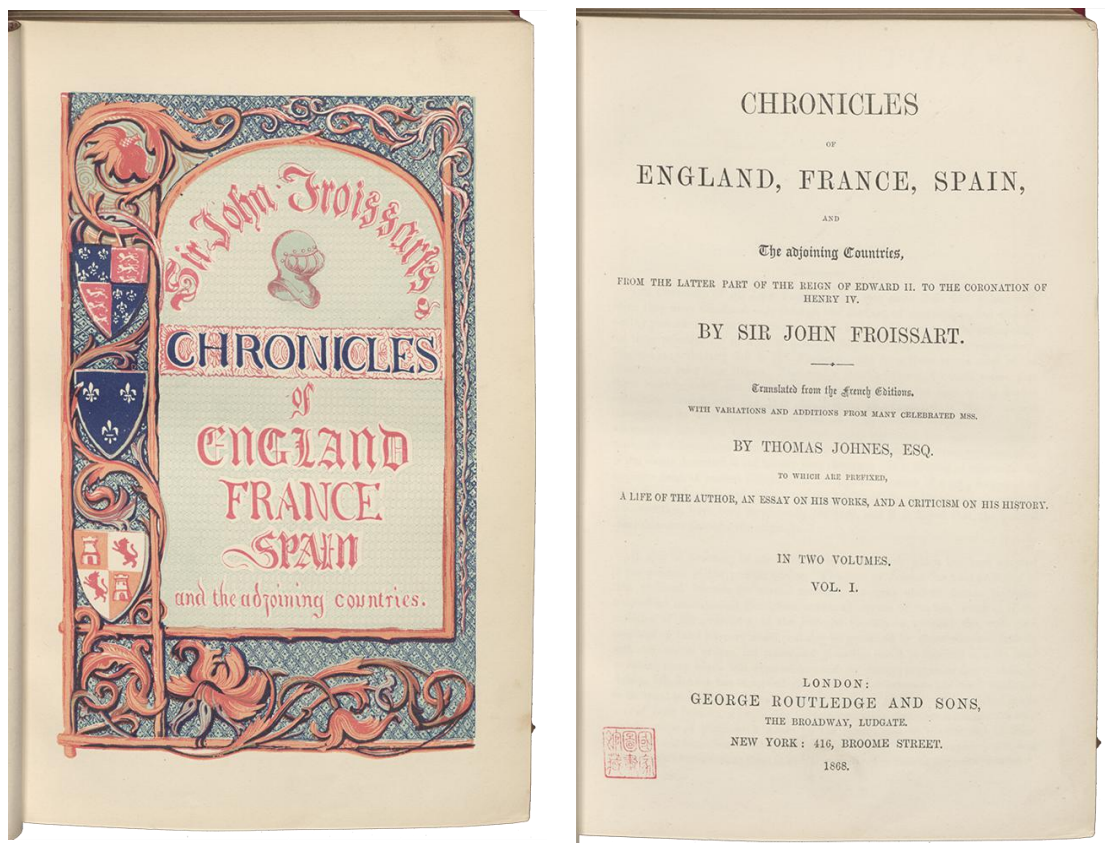 Sir John Froissart's
CHRONICLES
of
ENGLAND
FRANCE
SPAIN
and the adjoining countries.
CHRONICLES
OF
ENGLAND, FRANCE, SPAIN,
AND
The adjoining Countries,
FROM THE LATTER PART OF THE REIGN OF EDWARD II. TO THE CORONATION OF
HENRY IV.
BY SIR JOHN FROISSART.
Translated from the French Editions,
WITH VARIATIONS AND ADDITIONS FROM MANY CELEBRATED MSS.
BY THOMAS JOHNES, ESQ.
TO WHICH ARE PREFIXED,
A LIFE OF THE AUTHOR, AN ESSAY ON HIS WORKS, AND A CRITICISM ON HIS HISTORY.
IN TWO VOLUMES.
VOL. I.
LONDON:
GEORGE ROUTLEDGE AND SONS,
THE BROADWAY, LUDGATE.
NEW YORK: 416, BROOME STREET.
1868.